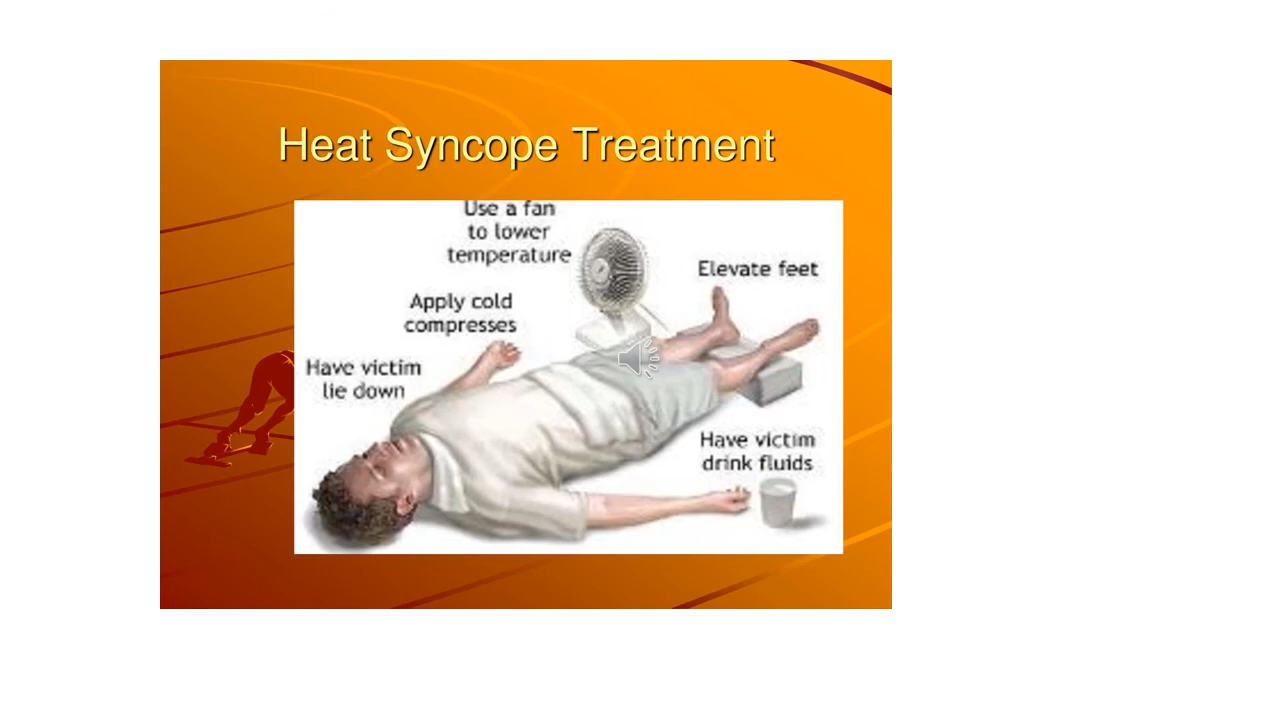 Heat Syncope Treatment
Use a fan
to lower
temperature
Elevate feet
Apply cold
compresses
Have victim
lie down
Have victim
drink fluids